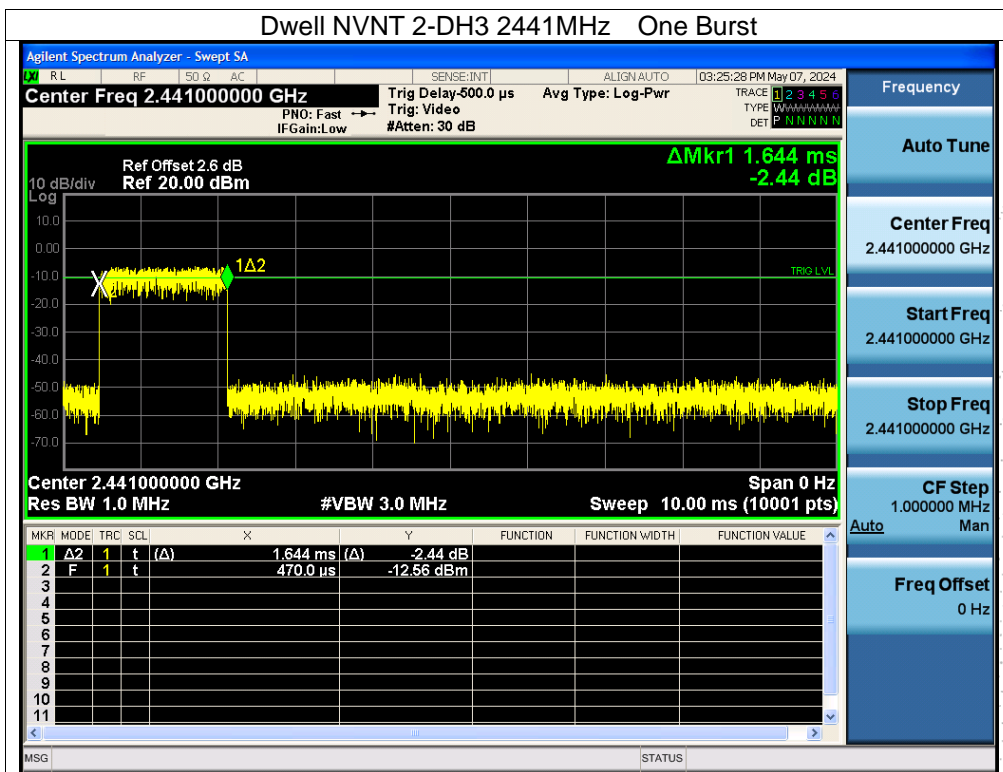 Dwell NVNT 2-DH3 2441MHz One Burst
Agilent Spectrum Analyzer - Swept SA
LXI RL RF 50 Ω AC SENSE:INT ALIGN AUTO 03:25:28 PM May 07, 2024
Center Freq 2.441000000 GHz Trig Delay-500.0 µs Avg Type: Log-Pwr TRACE 1 2 3 4 5 6
PNO: Fast Trig: Video TYPE WWWWWW
IFGain:Low #Atten: 30 dB DET P N N N N N
Frequency
Auto Tune
Center Freq
2.441000000 GHz
Start Freq
2.441000000 GHz
Stop Freq
2.441000000 GHz
CF Step
1.000000 MHz
Auto Man
Freq Offset
0 Hz
ΔMkr1 1.644 ms
-2.44 dB
Ref Offset 2.6 dB
10 dB/div Ref 20.00 dBm
Log
10.0
0.00
-10.0
-20.0
-30.0
-40.0
-50.0
-60.0
-70.0
1Δ2
TRIG LVL
Center 2.441000000 GHz Span 0 Hz
Res BW 1.0 MHz #VBW 3.0 MHz Sweep 10.00 ms (10001 pts)
MKR MODE TRC SCL X Y FUNCTION FUNCTION WIDTH FUNCTION VALUE
1 Δ2 1 t (Δ) 1.644 ms (Δ) -2.44 dB
2 F 1 t 470.0 µs -12.56 dBm
3
4
5
6
7
8
9
10
11
MSG STATUS